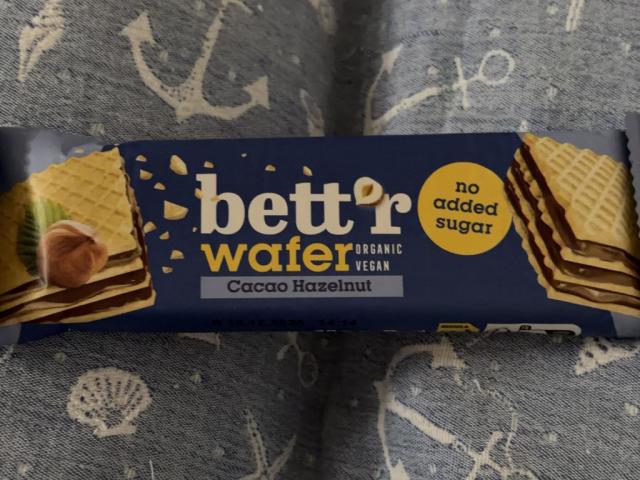 bett'r
wafer
ORGANIC
VEGAN
Cacao Hazelnut
no
added
sugar